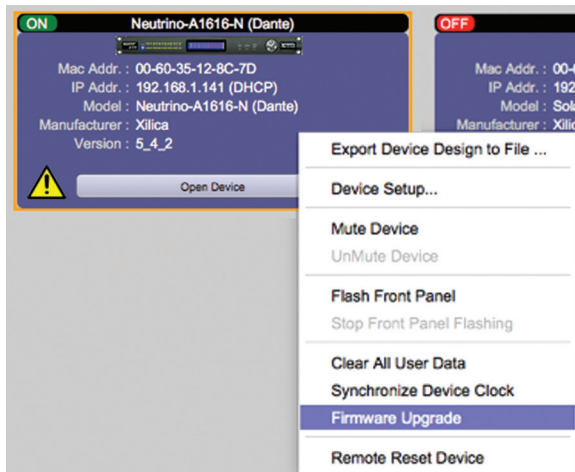 ON
Neutrino-A1616-N (Dante)
Mac Addr. : 00-60-35-12-8C-7D
IP Addr. : 192.168.1.141 (DHCP)
Model : Neutrino-A1616-N (Dante)
Manufacturer : Xilica
Version : 5_4_2
Open Device
OFF
Mac Addr. : 00-
IP Addr. : 192
Model : Sola
Manufacturer : Xilic
Export Device Design to File ...
Device Setup...
Mute Device
UnMute Device
Flash Front Panel
Stop Front Panel Flashing
Clear All User Data
Synchronize Device Clock
Firmware Upgrade
Remote Reset Device